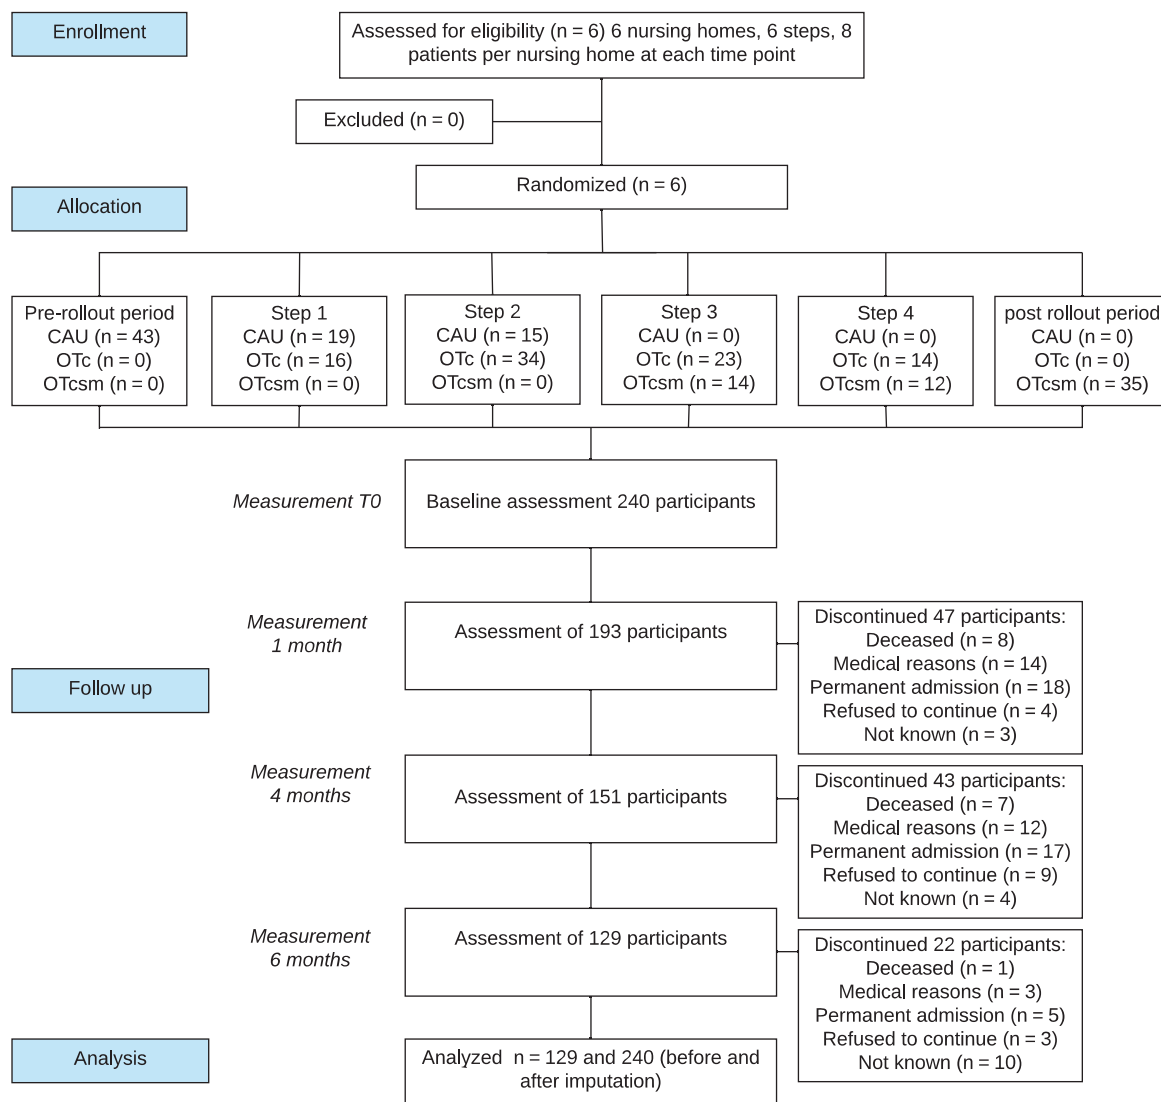 Enrollment
Assessed for eligibility (n = 6) 6 nursing homes, 6 steps, 8
patients per nursing home at each time point
Excluded (n = 0)
Randomized (n = 6)
Allocation
Pre-rollout period
CAU (n = 43)
OTc (n = 0)
OTcsm (n = 0)
Step 1
CAU (n = 19)
OTc (n = 16)
OTcsm (n = 0)
Step 2
CAU (n = 15)
OTc (n = 34)
OTcsm (n = 0)
Step 3
CAU (n = 0)
OTc (n = 23)
OTcsm (n = 14)
Step 4
CAU (n = 0)
OTc (n = 14)
OTcsm (n = 12)
post rollout period
CAU (n = 0)
OTc (n = 0)
OTcsm (n = 35)
Measurement T0
Baseline assessment 240 participants
Measurement
1 month
Assessment of 193 participants
Discontinued 47 participants:
Deceased (n = 8)
Medical reasons (n = 14)
Permanent admission (n = 18)
Refused to continue (n = 4)
Not known (n = 3)
Follow up
Measurement
4 months
Assessment of 151 participants
Discontinued 43 participants:
Deceased (n = 7)
Medical reasons (n = 12)
Permanent admission (n = 17)
Refused to continue (n = 9)
Not known (n = 4)
Measurement
6 months
Assessment of 129 participants
Discontinued 22 participants:
Deceased (n = 1)
Medical reasons (n = 3)
Permanent admission (n = 5)
Refused to continue (n = 3)
Not known (n = 10)
Analysis
Analyzed n = 129 and 240 (before and
after imputation)